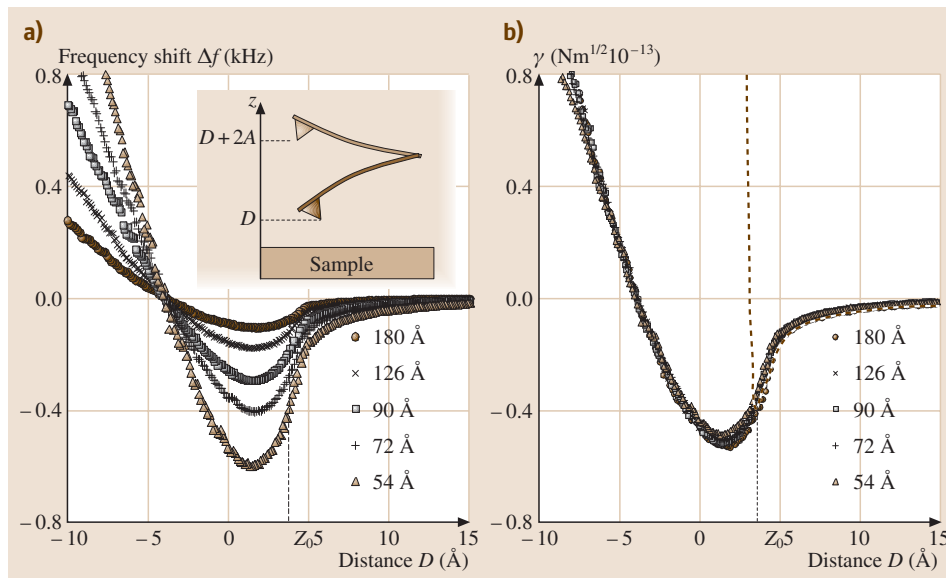 a)
Frequency shift Δf (kHz)
0.8
0.4
0.0
−0.4
−0.8
z
D + 2A
D
Sample
180 Å
126 Å
90 Å
72 Å
54 Å
−10 −5 0 Z₀5 10 15
Distance D (Å)
b)
γ (Nm^1/2 10^−13)
0.8
0.4
0.0
−0.4
−0.8
180 Å
126 Å
90 Å
72 Å
54 Å
−10 −5 0 Z₀5 10 15
Distance D (Å)